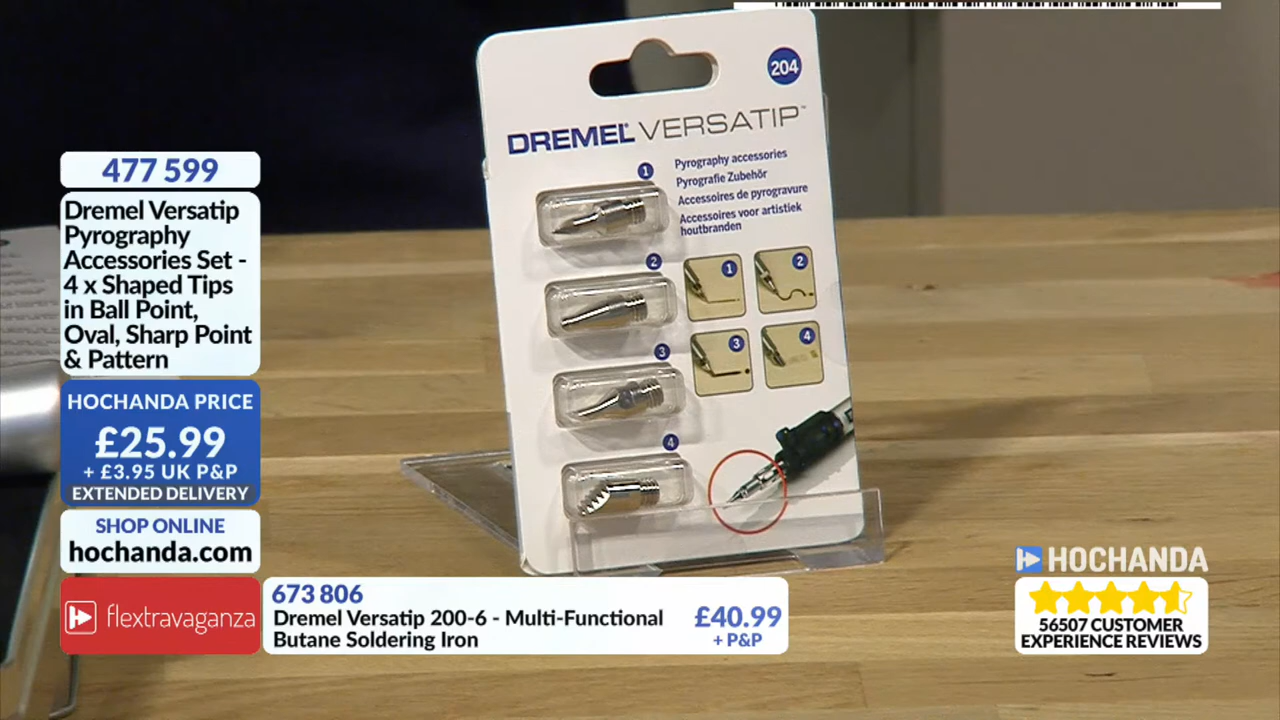 204
DREMEL VERSATIP™
Pyrography accessories
Pyrografie Zubehör
Accessoires de pyrogravure
Accessoires voor artistiek
houtbranden
1
2
3
4
1
2
3
4
477 599
Dremel Versatip
Pyrography
Accessories Set -
4 x Shaped Tips
in Ball Point,
Oval, Sharp Point
& Pattern
HOCHANDA PRICE
£25.99
+ £3.95 UK P&P
EXTENDED DELIVERY
SHOP ONLINE
hochanda.com
flextravaganza
673 806
Dremel Versatip 200-6 - Multi-Functional
Butane Soldering Iron
£40.99
+ P&P
HOCHANDA
56507 CUSTOMER
EXPERIENCE REVIEWS